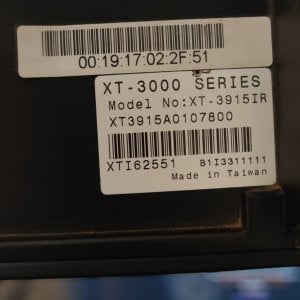 00:19:17:02:2F:51
XT-3000 SERIES
Model No:XT-3915IR
XT3915A0107800
XTI62551 B1I3311111
Made in Taiwan